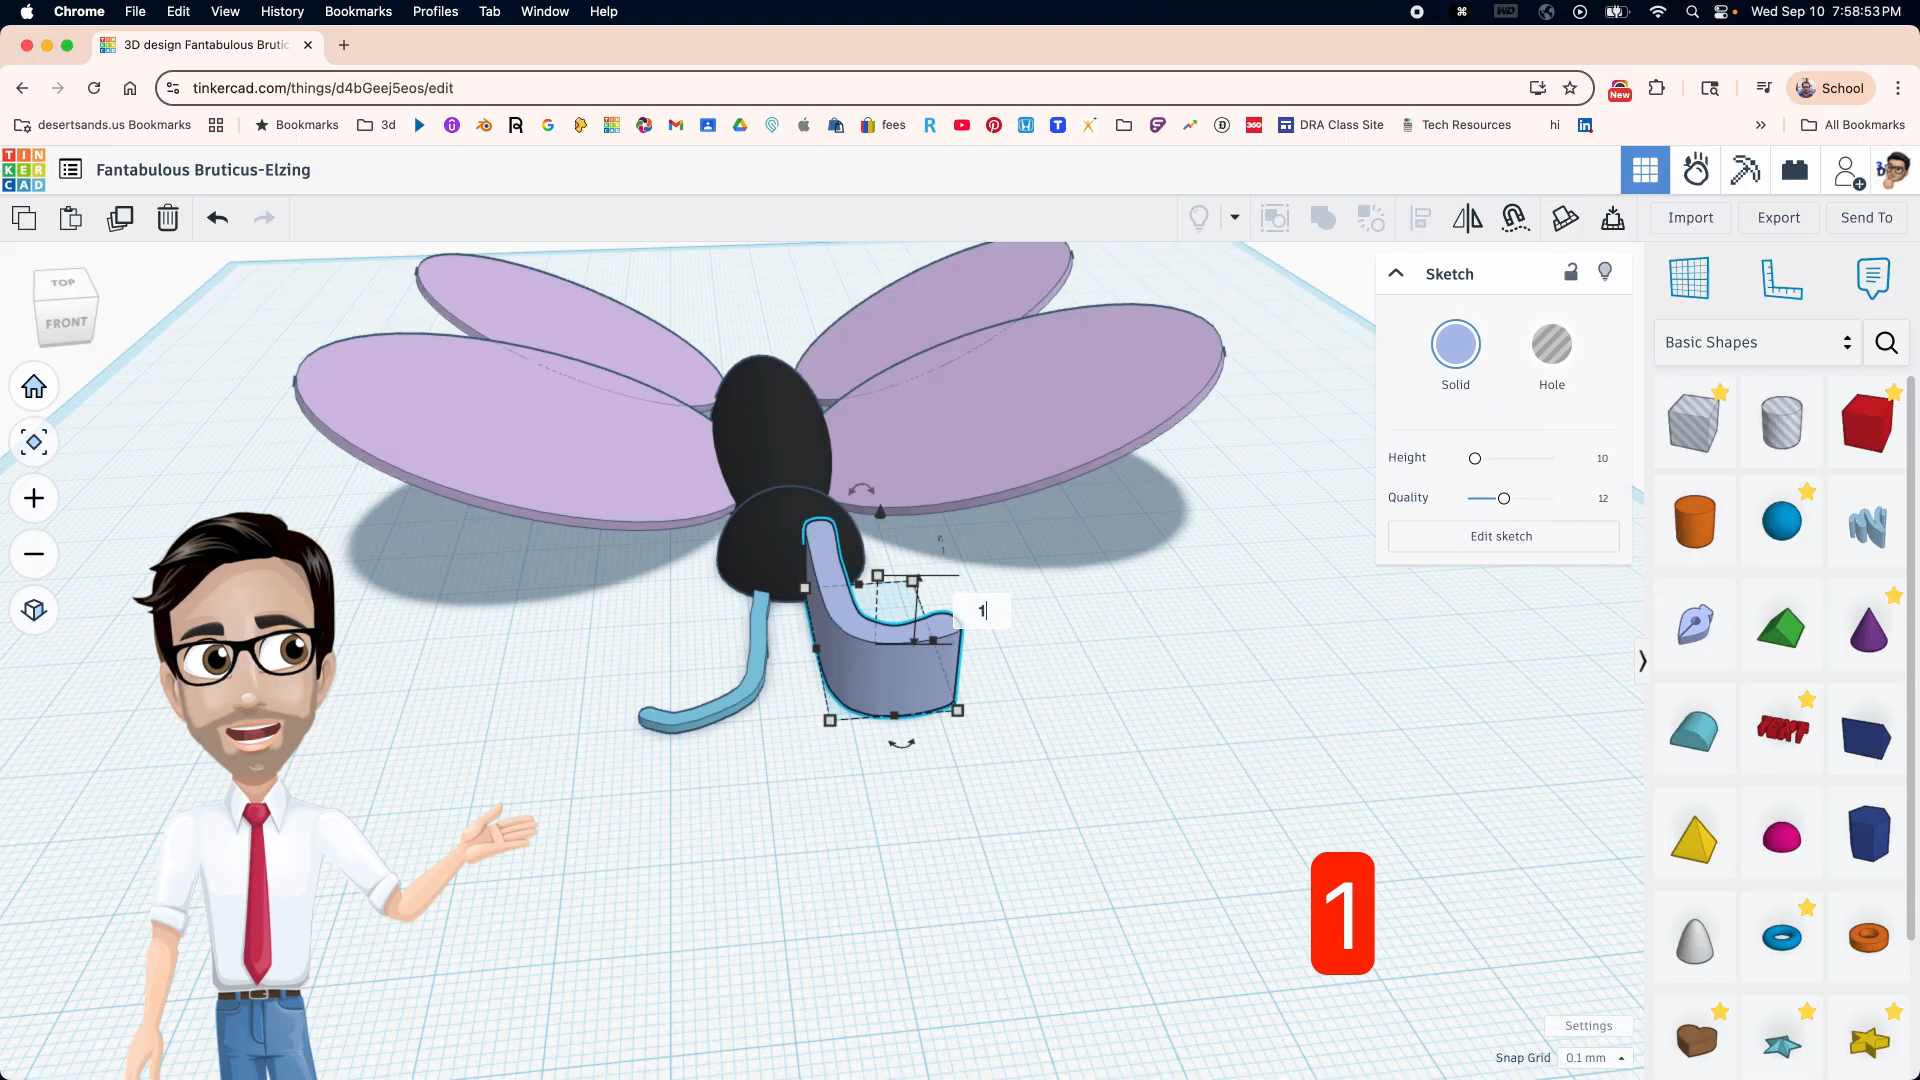 Chrome File Edit View History Bookmarks Profiles Tab Window Help
WD
Wed Sep 10 7:58:53 PM
3D design Fantabulous Brutic
tinkercad.com/things/d4bGeej5eos/edit
New
School
desertsands.us Bookmarks
Bookmarks
3d
fees
DRA Class Site
Tech Resources
hi
All Bookmarks
TIN
KER
CAD
Fantabulous Bruticus-Elzing
Import
Export
Send To
TOP
FRONT
Sketch
Solid
Hole
Height
10
Quality
12
Edit sketch
Basic Shapes
TEXT
1
1
Settings
Snap Grid
0.1 mm